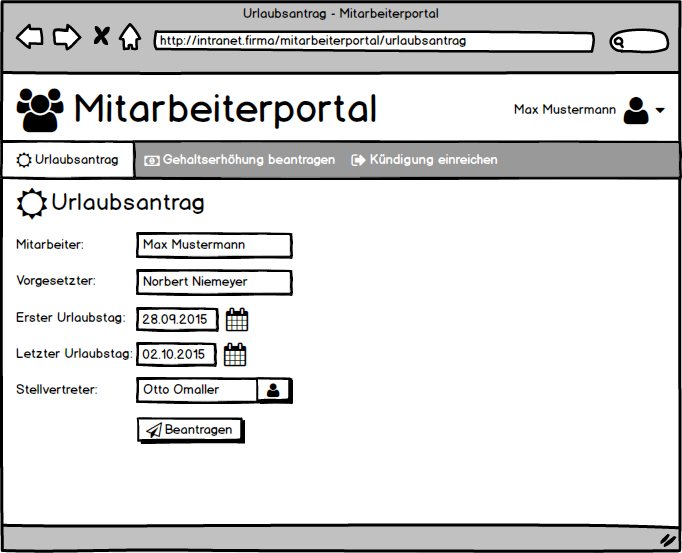 Urlaubsantrag - Mitarbeiterportal
http://intranet.firma/mitarbeiterportal/urlaubsantrag
Mitarbeiterportal
Max Mustermann
Urlaubsantrag Gehaltserhöhung beantragen Kündigung einreichen
Urlaubsantrag
Mitarbeiter: Max Mustermann
Vorgesetzter: Norbert Niemeyer
Erster Urlaubstag: 28.09.2015
Letzter Urlaubstag: 02.10.2015
Stellvertreter: Otto Omaller
Beantragen